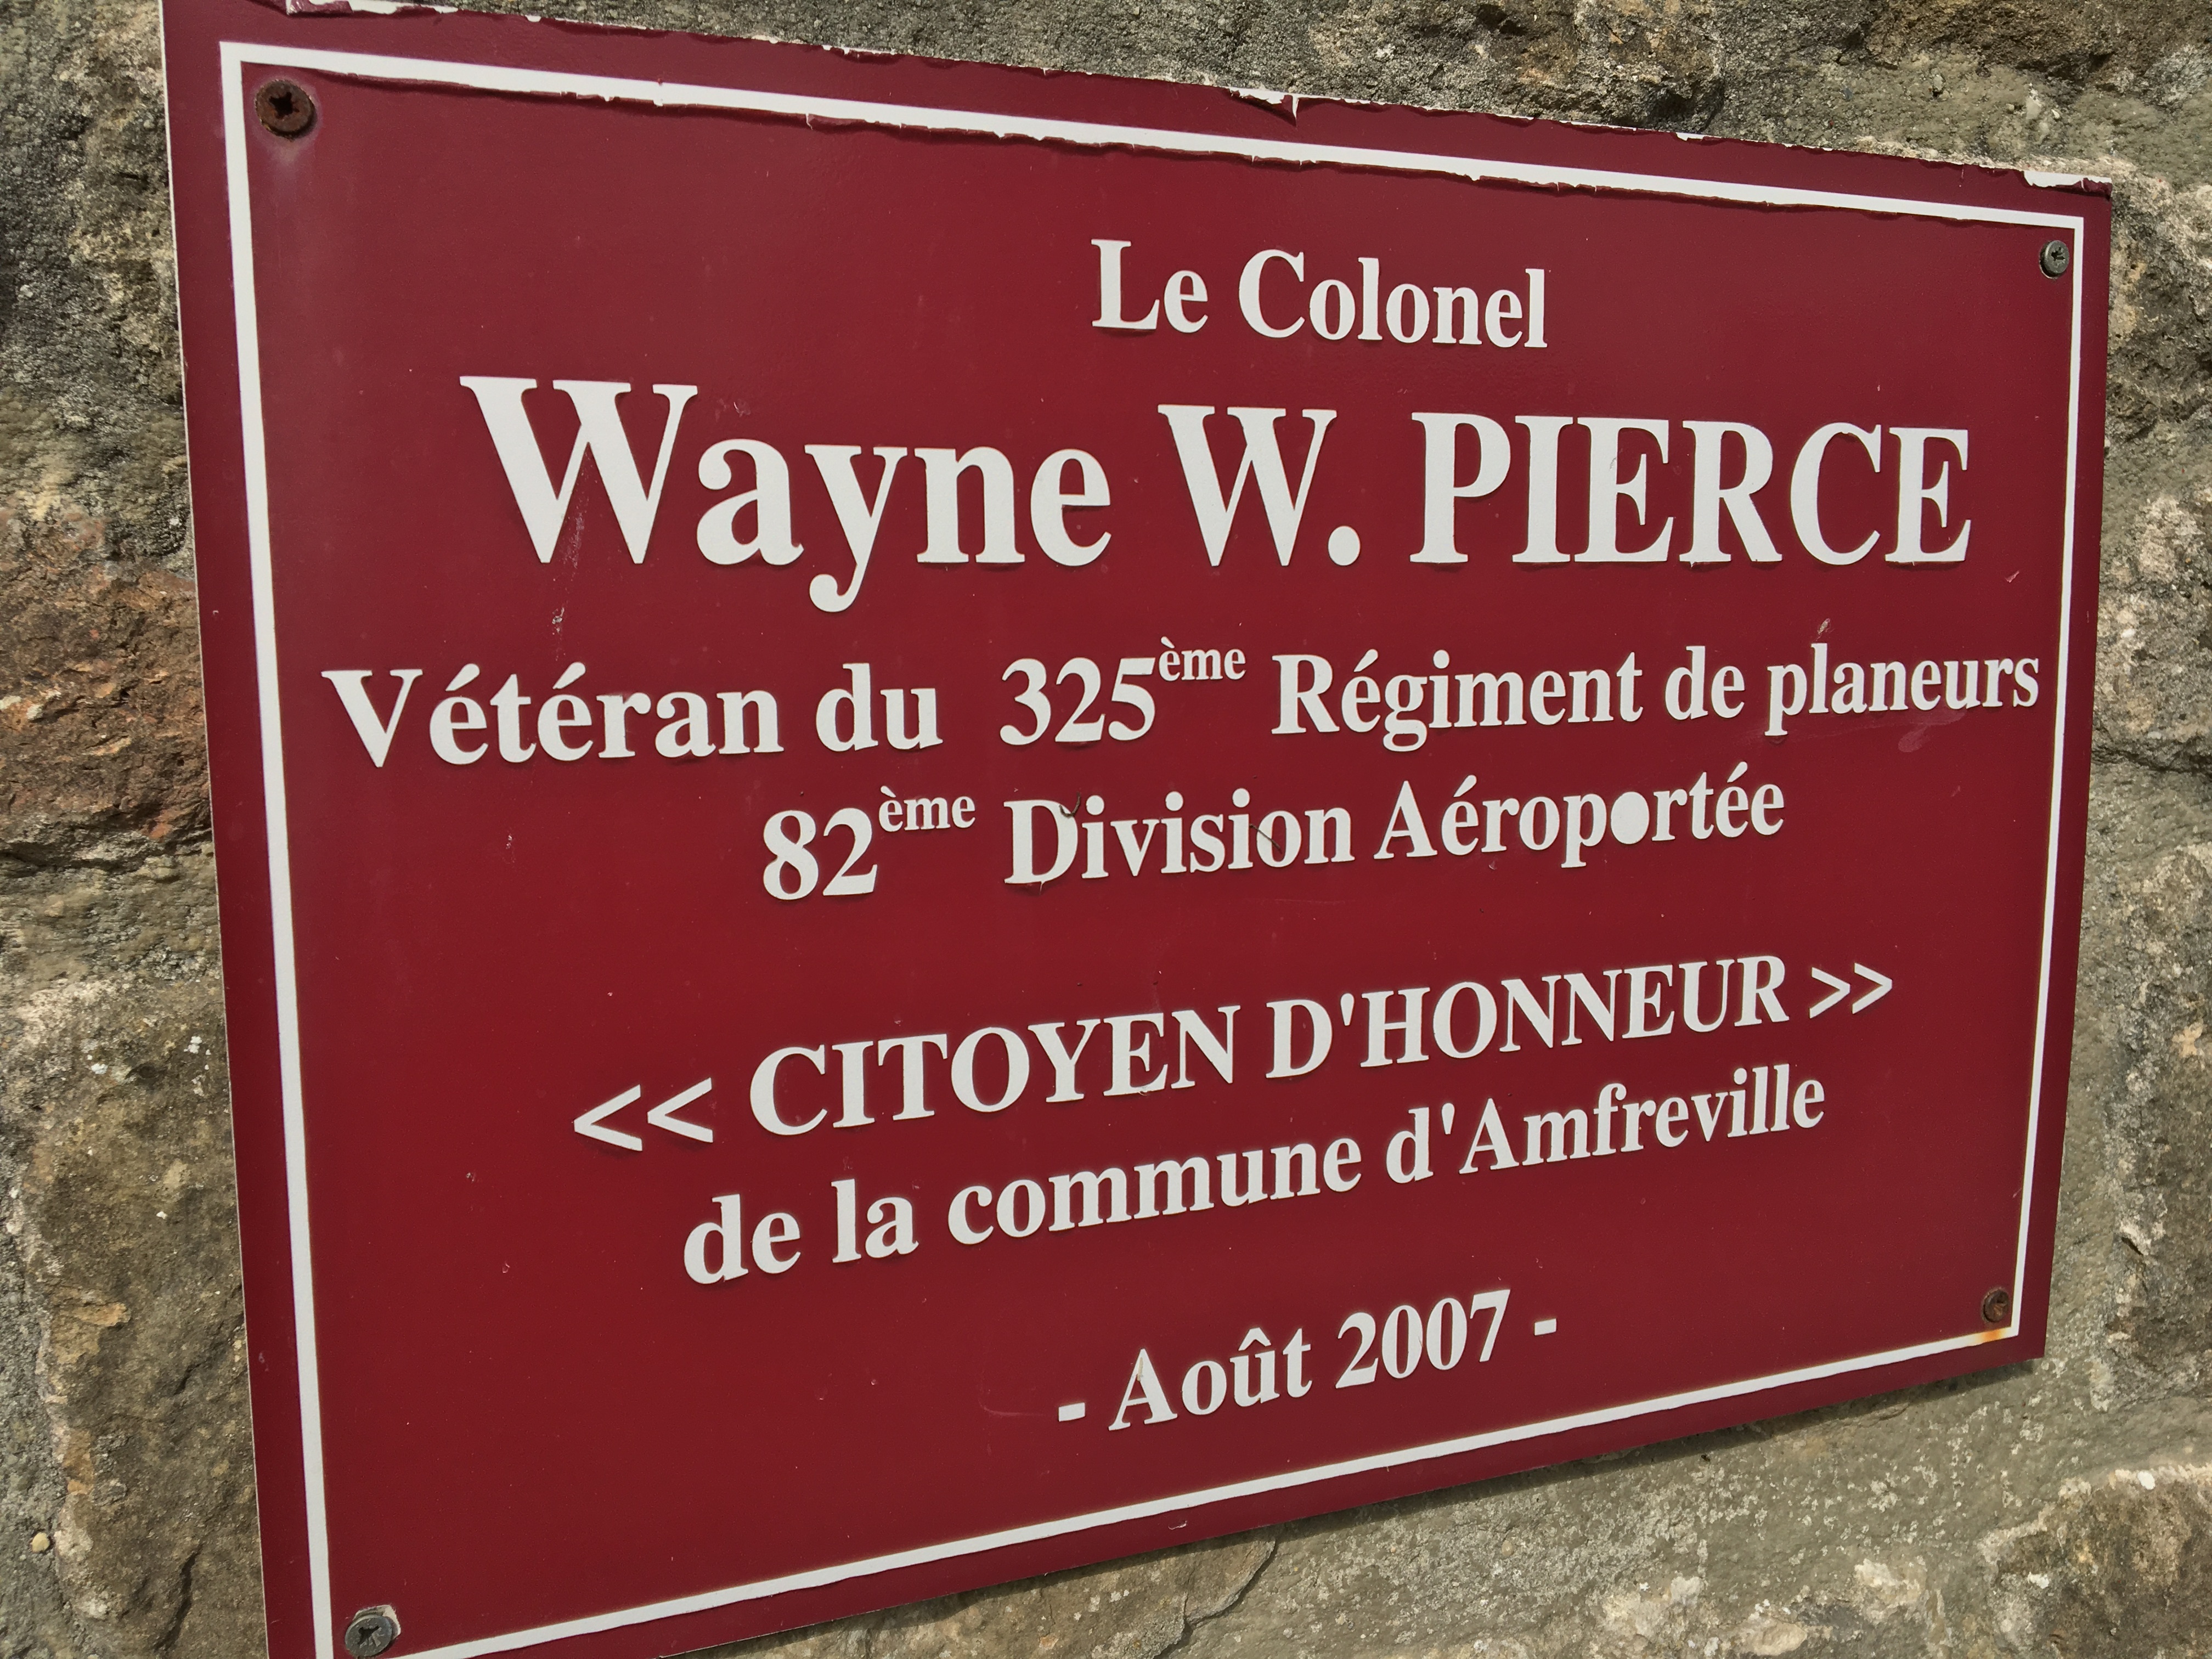 Le Colonel
Wayne W. PIERCE
Vétéran du 325ème Régiment de planeurs
82ème Division Aéroportée
<< CITOYEN D'HONNEUR >>
de la commune d'Amfreville
- Août 2007 -